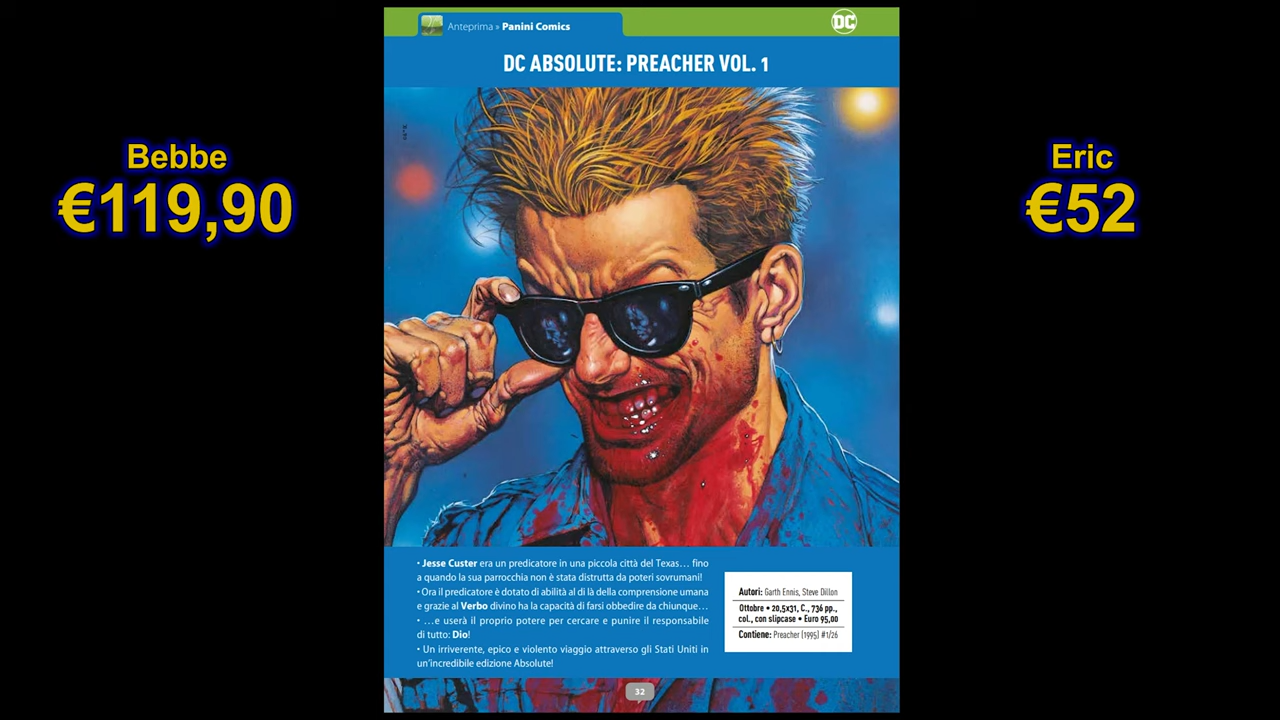 Anteprima » Panini Comics
DC
DC ABSOLUTE: PREACHER VOL. 1
Bebbe
€119,90
Eric
€52
• Jesse Custer era un predicatore in una piccola città del Texas… fino
a quando la sua parrocchia non è stata distrutta da poteri sovrumani!
• Ora il predicatore è dotato di abilità al di là della comprensione umana
e grazie al Verbo divino ha la capacità di farsi obbedire da chiunque…
• …e userà il proprio potere per cercare e punire il responsabile
di tutto: Dio!
• Un irriverente, epico e violento viaggio attraverso gli Stati Uniti in
un'incredibile edizione Absolute!
Autori: Garth Ennis, Steve Dillon
Ottobre • 20,5x31, C., 736 pp.,
col., con slipcase • Euro 95,00
Contiene: Preacher (1995) #1/26
32